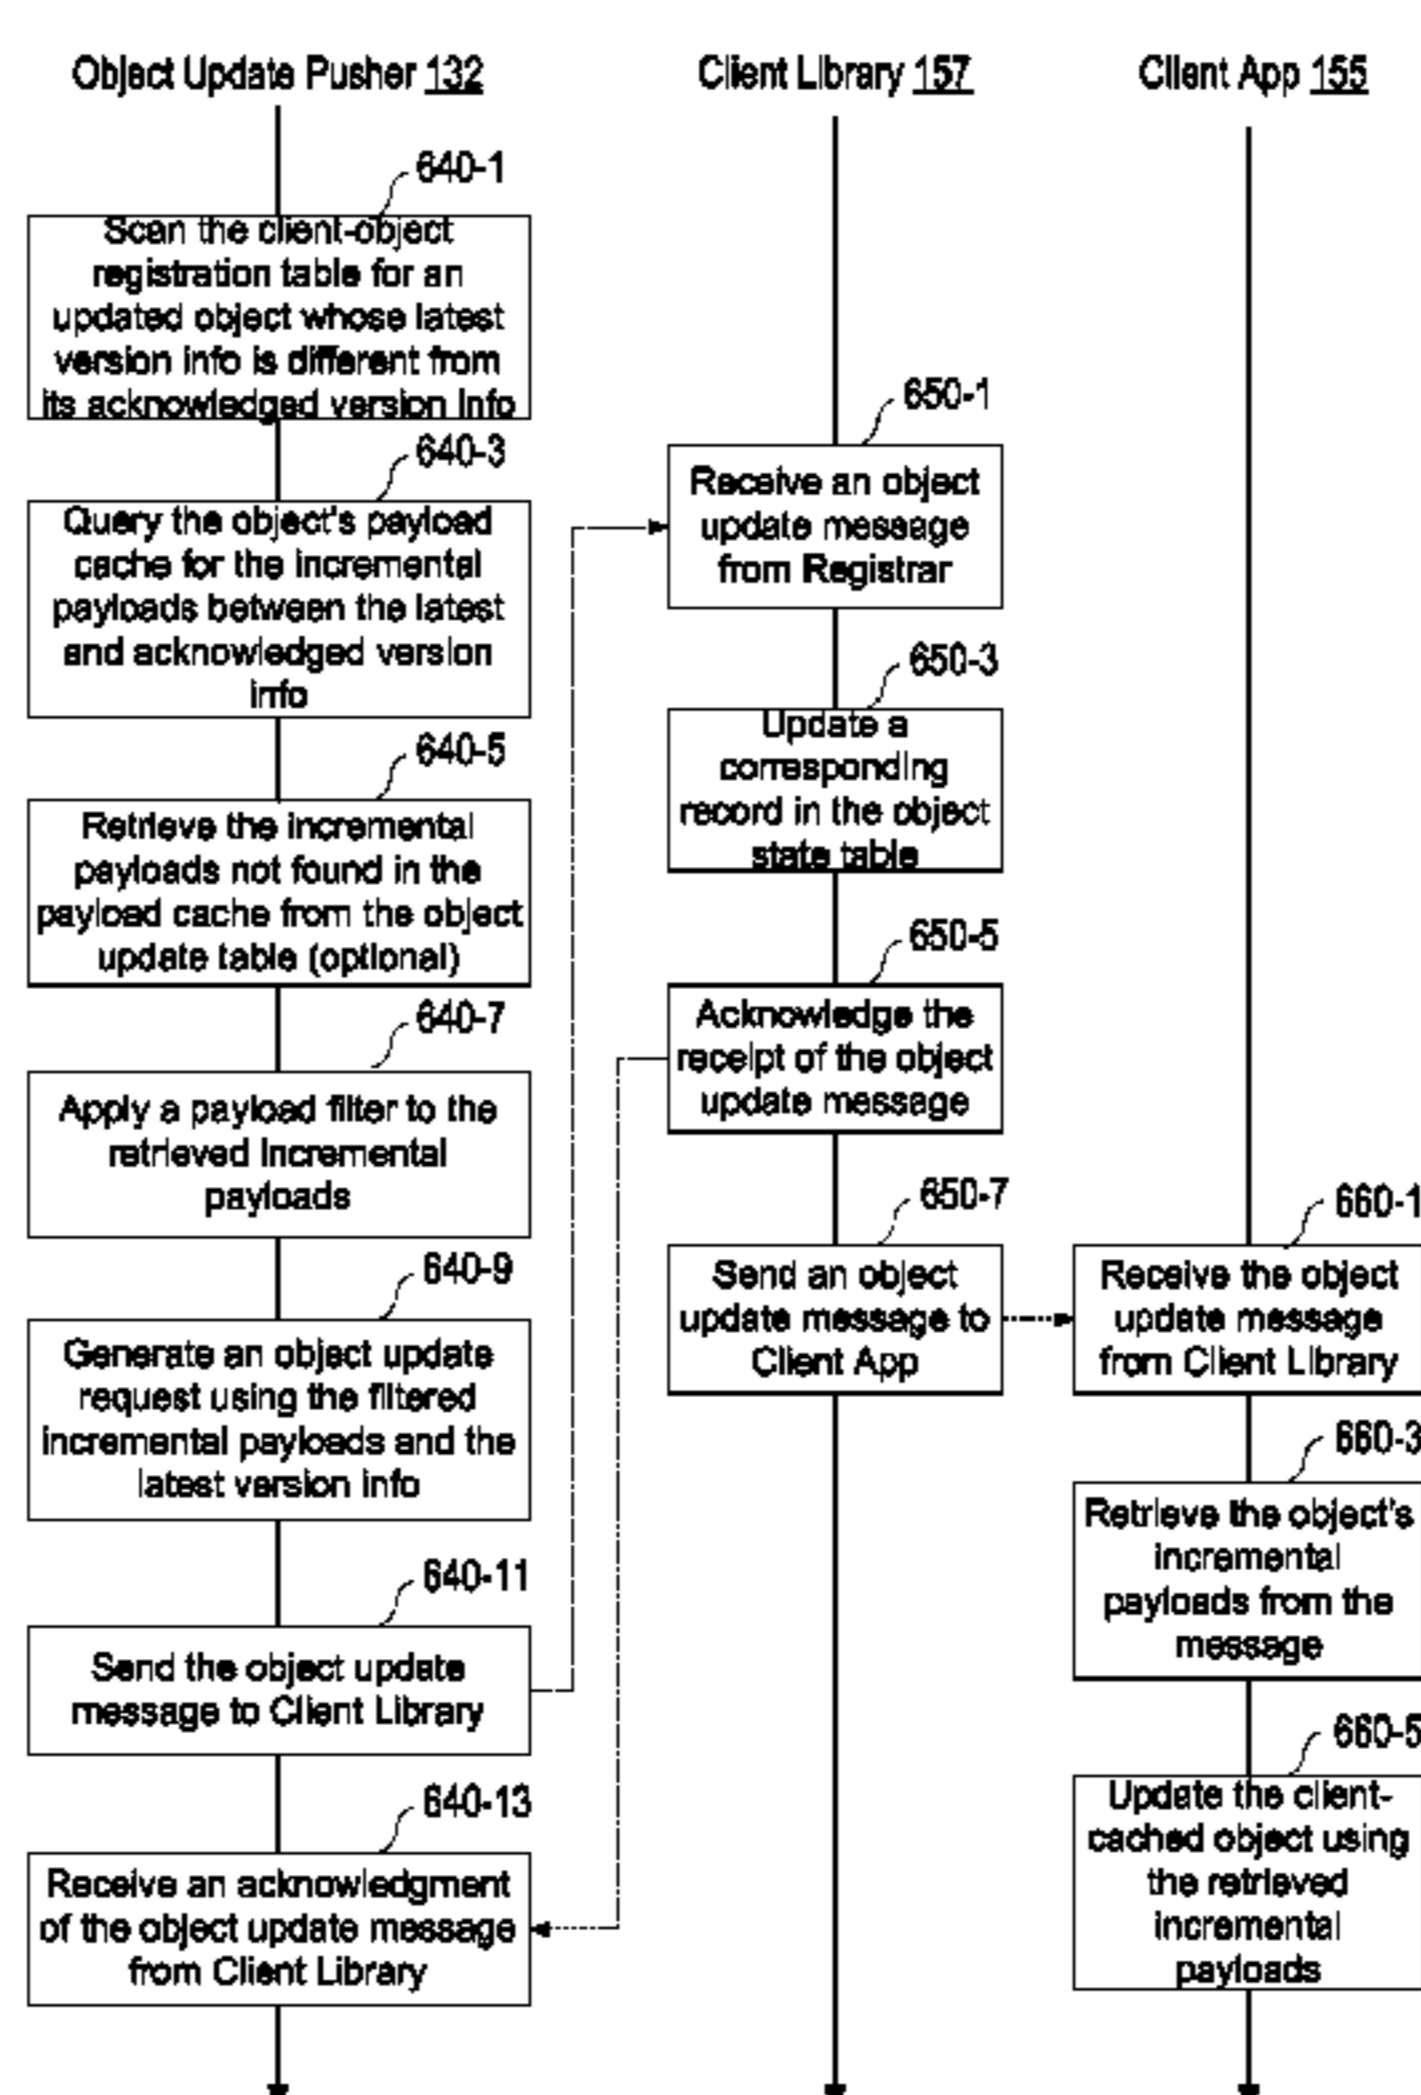 Object Update Pusher 132
Client Library 157
Client App 155
640-1
Scan the client-object
registration table for an
updated object whose latest
version info is different from
its acknowledged version info
640-3
Query the object's payload
cache for the incremental
payloads between the latest
and acknowledged version
info
640-5
Retrieve the incremental
payloads not found in the
payload cache from the object
update table (optional)
640-7
Apply a payload filter to the
retrieved incremental
payloads
640-9
Generate an object update
request using the filtered
incremental payloads and the
latest version info
640-11
Send the object update
message to Client Library
640-13
Receive an acknowledgment
of the object update message
from Client Library
650-1
Receive an object
update message
from Registrar
650-3
Update a
corresponding
record in the object
state table
650-5
Acknowledge the
receipt of the object
update message
650-7
Send an object
update message to
Client App
660-1
Receive the object
update message
from Client Library
660-3
Retrieve the object's
incremental
payloads from the
message
660-5
Update the client-
cached object using
the retrieved
incremental
payloads